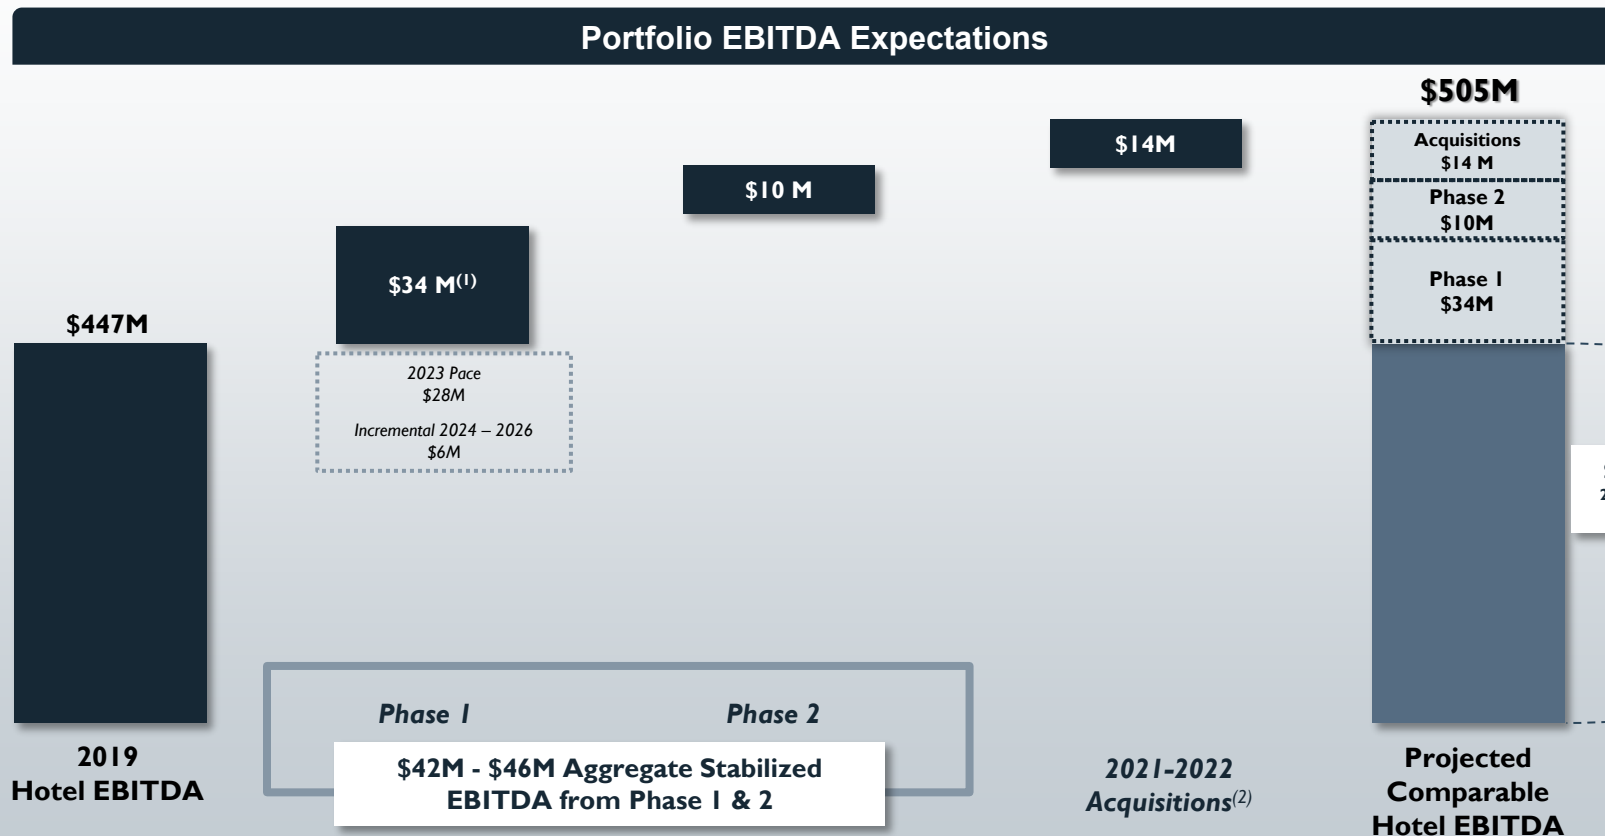 Portfolio EBITDA Expectations
$505M
$14M
Acquisitions
$14 M
$10 M
Phase 2
$10M
$34 M(1)
Phase 1
$34M
$447M
2023 Pace
$28M
Incremental 2024 – 2026
$6M
Phase 1
Phase 2
$42M - $46M Aggregate Stabilized
EBITDA from Phase 1 & 2
2019
Hotel EBITDA
2021-2022
Acquisitions(2)
Projected
Comparable
Hotel EBITDA